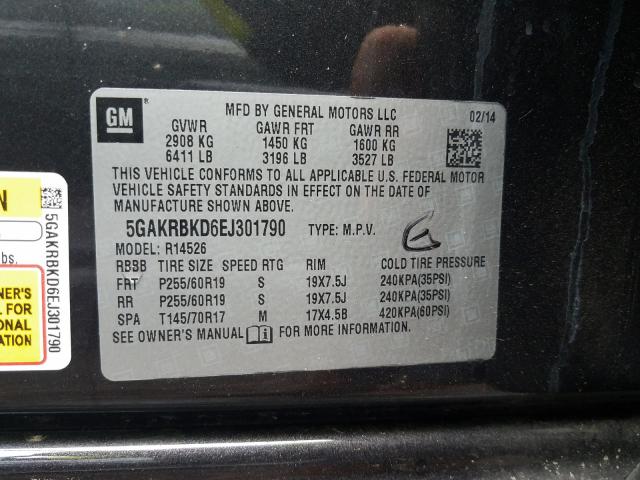 GM
MFD BY GENERAL MOTORS LLC 02/14
GVWR GAWR FRT GAWR RR
2908 KG 1450 KG 1600 KG
6411 LB 3196 LB 3527 LB
THIS VEHICLE CONFORMS TO ALL APPLICABLE U.S. FEDERAL MOTOR
VEHICLE SAFETY STANDARDS IN EFFECT ON THE DATE OF
MANUFACTURE SHOWN ABOVE.
5GAKRBKD6EJ301790 TYPE: M.P.V.
MODEL: R14526
TIRE SIZE SPEED RTG RIM COLD TIRE PRESSURE
FRT P255/60R19 S 19X7.5J 240KPA(35PSI)
RR P255/60R19 S 19X7.5J 240KPA(35PSI)
SPA T145/70R17 M 17X4.5B 420KPA(60PSI)
SEE OWNER'S MANUAL FOR MORE INFORMATION.
5GAKRBKD6EJ301790
N
bs.
NER'S
FOR
ONAL
ATION